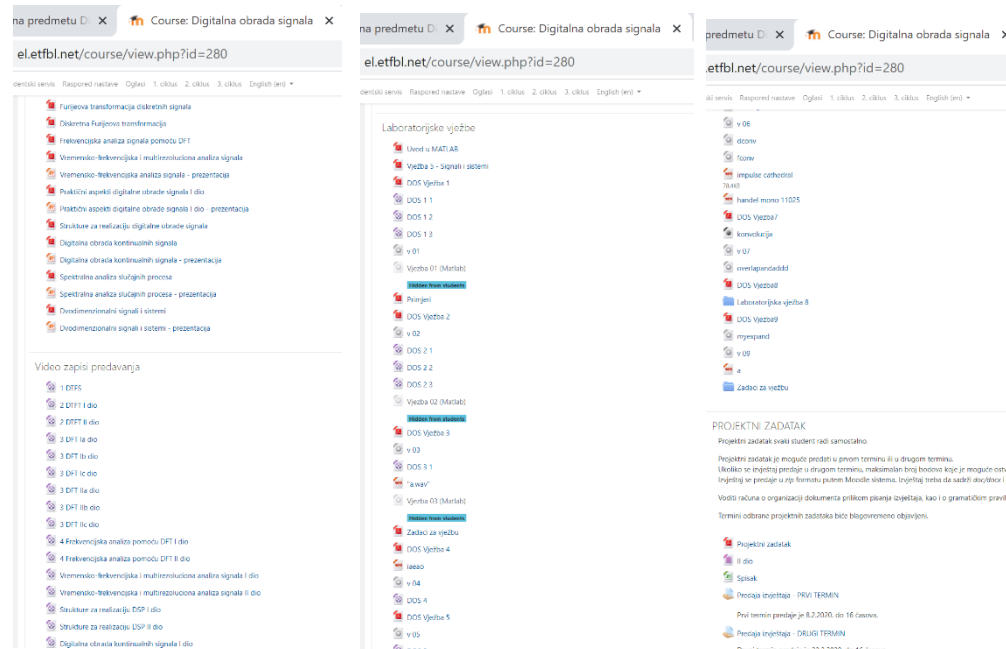 na predmetu D
Course: Digitalna obrada signala
el.etfbl.net/course/view.php?id=280
dentski servis Raspored nastave Oglasi 1. ciklus 2. ciklus 3. ciklus English (en)
Furijeova transformacija diskretnih signala
Diskretna Furijeova transformacija
Frekvencijska analiza signala pomoću DFT
Vremensko-frekvencijska i multirezoluciona analiza signala
Vremensko-frekvencijska analiza signala - prezentacija
Praktični aspekti digitalne obrade signala I dio
Praktični aspekti digitalne obrade signala I dio - prezentacija
Strukture za realizaciju digitalne obrade signala
Digitalna obrada kontinualnih signala
Digitalna obrada kontinualnih signala - prezentacija
Spektralna analiza slučajnih procesa
Spektralna analiza slučajnih procesa - prezentacija
Dvodimenzionalni signali i sistemi
Dvodimenzionalni signali i sistemi - prezentacija
Video zapisi predavanja
1 DTFS
2 DTFT I dio
2 DTFT II dio
3 DFT Ia dio
3 DFT Ib dio
3 DFT Ic dio
3 DFT IIa dio
3 DFT IIb dio
3 DFT IIc dio
4 Frekvencijska analiza pomoću DFT I dio
4 Frekvencijska analiza pomoću DFT II dio
Vremensko-frekvencijska i multirezoluciona analiza signala I dio
Vremensko-frekvencijska i multirezoluciona analiza signala II dio
Strukture za realizaciju DSP I dio
Strukture za realizaciju DSP II dio
Digitalna obrada kontinualnih signala I dio
na predmetu D
Course: Digitalna obrada signala
el.etfbl.net/course/view.php?id=280
dentski servis Raspored nastave Oglasi 1. ciklus 2. ciklus 3. ciklus English (en)
Laboratorijske vježbe
Uvod u MATLAB
Vježba 5 - Signali i sistemi
DOS Vježba 1
DOS 1 1
DOS 1 2
DOS 1 3
v 01
Vjezba 01 (Matlab)
Hidden from students
Primjeri
DOS Vježba 2
v 02
DOS 2 1
DOS 2 2
DOS 2 3
Vjezba 02 (Matlab)
Hidden from students
DOS Vježba 3
v 03
DOS 3 1
"a.wav"
Vjezba 03 (Matlab)
Hidden from students
Zadaci za vježbu
DOS Vježba 4
iaeao
v 04
DOS 4
DOS Vježba 5
v 05
predmetu D
Course: Digitalna obrada signala
.etfbl.net/course/view.php?id=280
ski servis Raspored nastave Oglasi 1. ciklus 2. ciklus 3. ciklus English (en)
v 06
dconv
fconv
impulse cathedral
78.4KB
handel mono 11025
DOS Vjezba7
konvolucija
v 07
overlapandaddd
DOS Vjezba8
Laboratorijska vježba 8
DOS Vjezba9
myexpand
v 09
a
Zadaci za vježbu
PROJEKTNI ZADATAK
Projektni zadatak svaki student radi samostalno.
Projektni zadatak je moguće predati u prvom terminu ili u drugom terminu.
Ukoliko se izvještaj predaje u drugom terminu, maksimalan broj bodova koje je moguće ostv
Izvještaj se predaje u zip formatu putem Moodle sistema. Izvještaj treba da sadrži doc/docx i
Voditi računa o organizaciji dokumenta prilikom pisanja izvještaja, kao i o gramatičkim pravil
Termini odbrane projektnih zadataka biće blagovremeno objavljeni.
Projektni zadatak
II dio
Spisak
Predaja izvještaja - PRVI TERMIN
Prvi termin predaje je 8.2.2020. do 16 časova.
Predaja izvještaja - DRUGI TERMIN